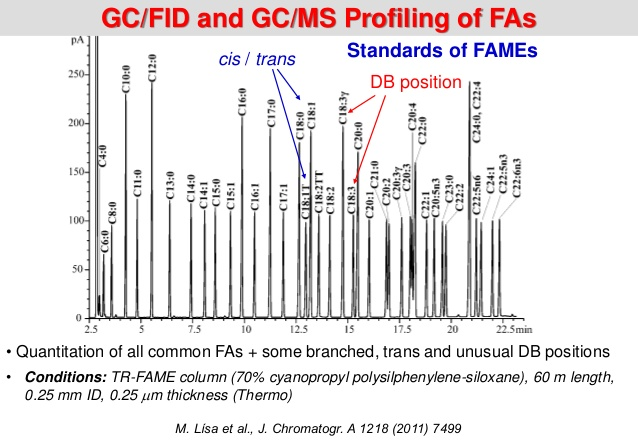 GC/FID and GC/MS Profiling of FAs
pA
Standards of FAMEs
cis / trans
DB position
250
200
150
100
50
0
C4:0
C6:0
C8:0
C10:0
C11:0
C12:0
C13:0
C14:0
C14:1
C15:0
C15:1
C16:0
C16:1
C17:0
C17:1
C18:0
C18:1T
C18:1
C18:2TT
C18:2
C18:3γ
C18:3
C20:0
C20:1
C21:0
C20:2
C20:3γ
C20:3
C20:4
C22:0
C22:1
C20:5n3
C23:0
C22:2
C24:0, C22:4
C22:5n6
C24:1
C22:5n3
C22:6n3
2.5 5 7.5 10 12.5 15 17.5 20 22.5 min
• Quantitation of all common FAs + some branched, trans and unusual DB positions
• Conditions: TR-FAME column (70% cyanopropyl polysilphenylene-siloxane), 60 m length,
0.25 mm ID, 0.25 μm thickness (Thermo)
M. Lísa et al., J. Chromatogr. A 1218 (2011) 7499